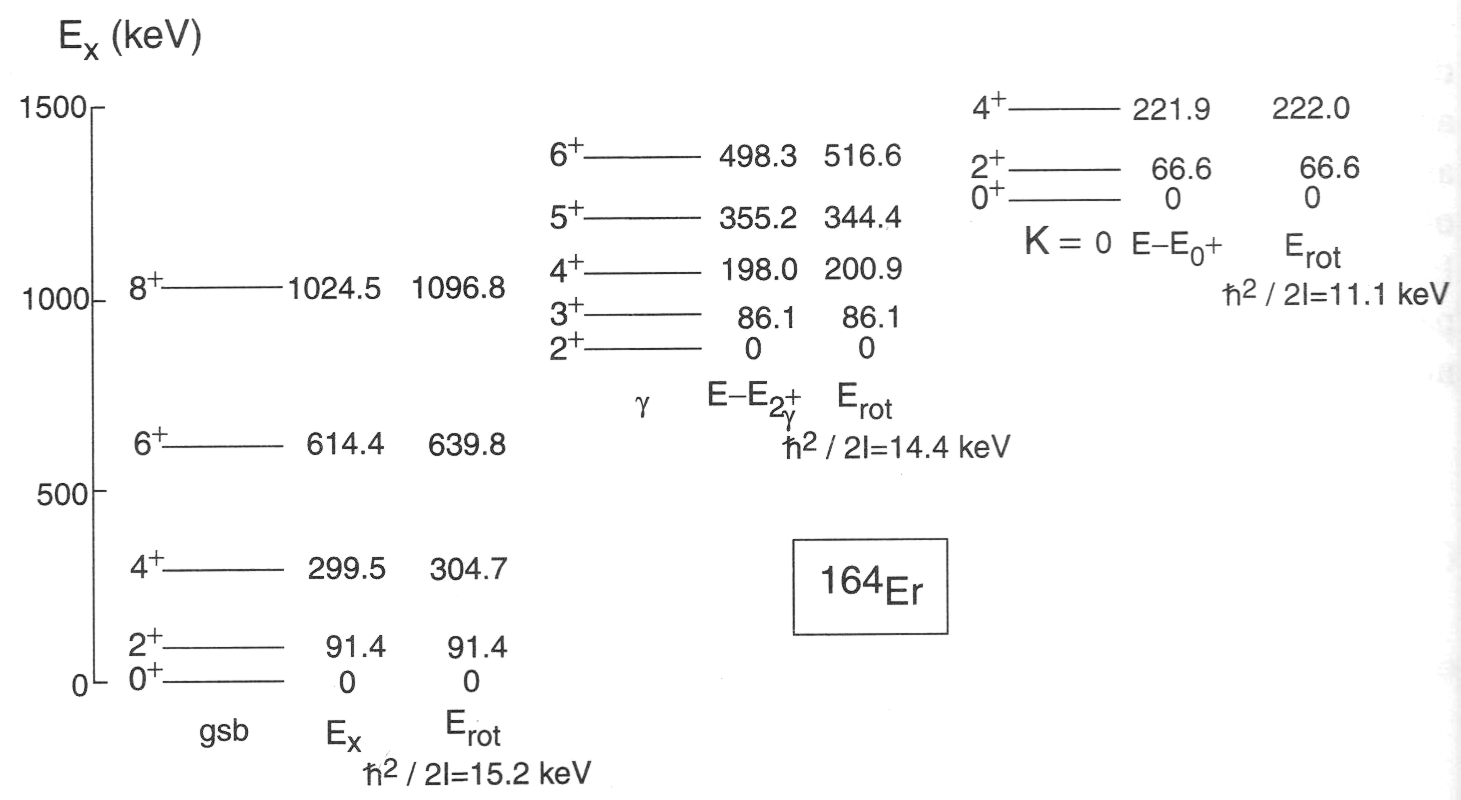 Eₓ (keV)
1500
1000
500
0
8⁺ 1024.5 1096.8
6⁺ 614.4 639.8
4⁺ 299.5 304.7
2⁺ 91.4 91.4
0⁺ 0 0
gsb Eₓ E_rot
ħ² / 2I=15.2 keV
6⁺ 498.3 516.6
5⁺ 355.2 344.4
4⁺ 198.0 200.9
3⁺ 86.1 86.1
2⁺ 0 0
γ E–E_2⁺γ E_rot
ħ² / 2I=14.4 keV
4⁺ 221.9 222.0
2⁺ 66.6 66.6
0⁺ 0 0
K = 0 E–E₀+ E_rot
ħ² / 2I=11.1 keV
¹⁶⁴Er